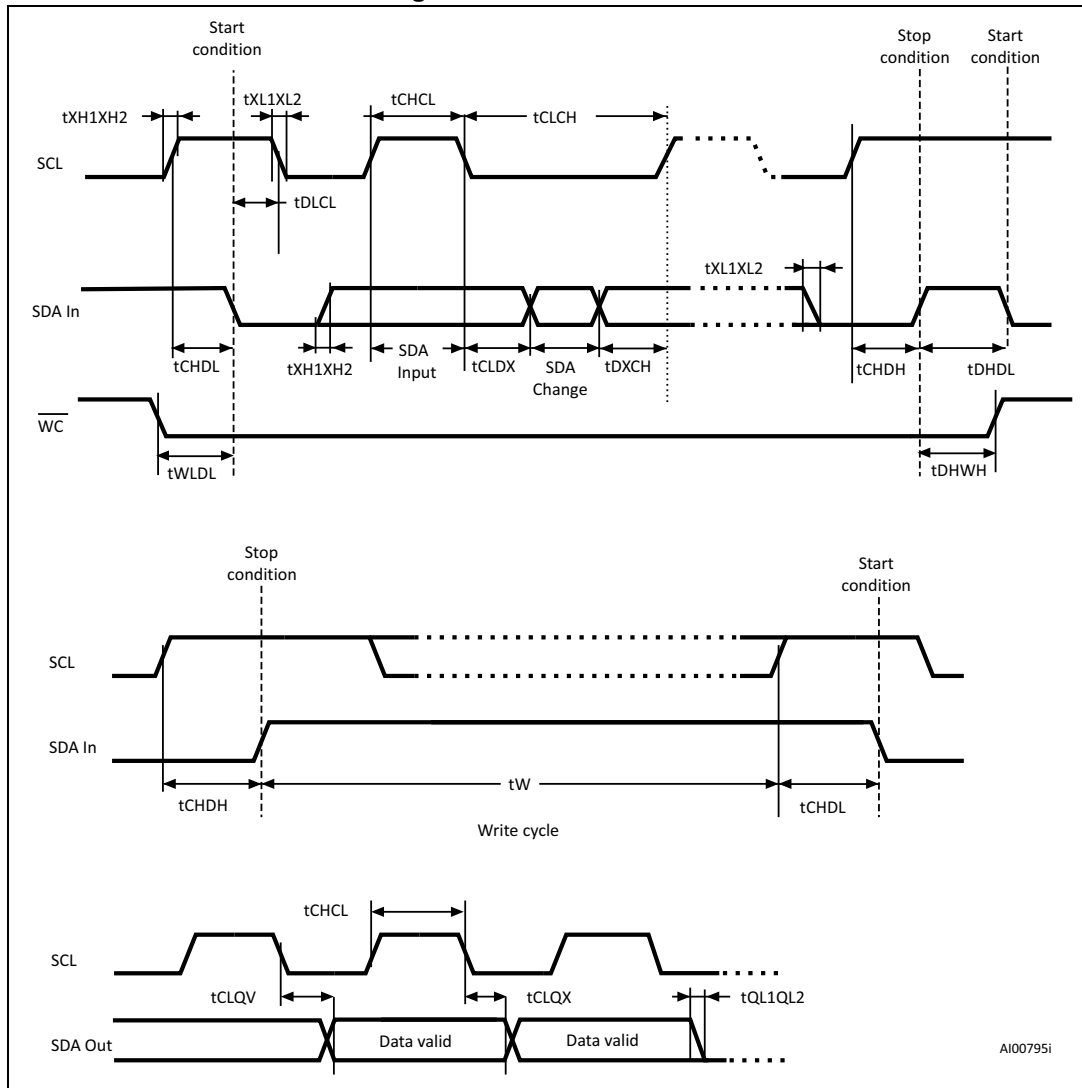 Start
condition
Stop
condition
Start
condition
tXH1XH2
tXL1XL2
tCHCL
tCLCH
SCL
tDLCL
tXL1XL2
SDA In
tCHDL
tXH1XH2
SDA
Input
tCLDX
SDA
Change
tDXCH
tCHDH
tDHDL
WC
tWLDL
tDHWH
Stop
condition
Start
condition
SCL
SDA In
tCHDH
tW
tCHDL
Write cycle
tCHCL
SCL
tCLQV
tCLQX
tQL1QL2
SDA Out
Data valid
Data valid
AI00795i